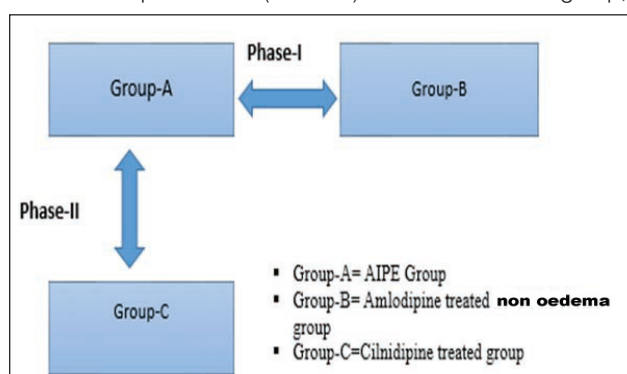 Phase-I
Group-A
Group-B
Phase-II
Group-C
▪ Group-A= AIPE Group
▪ Group-B= Amlodipine treated non oedema
group
▪ Group-C=Cilnidipine treated group